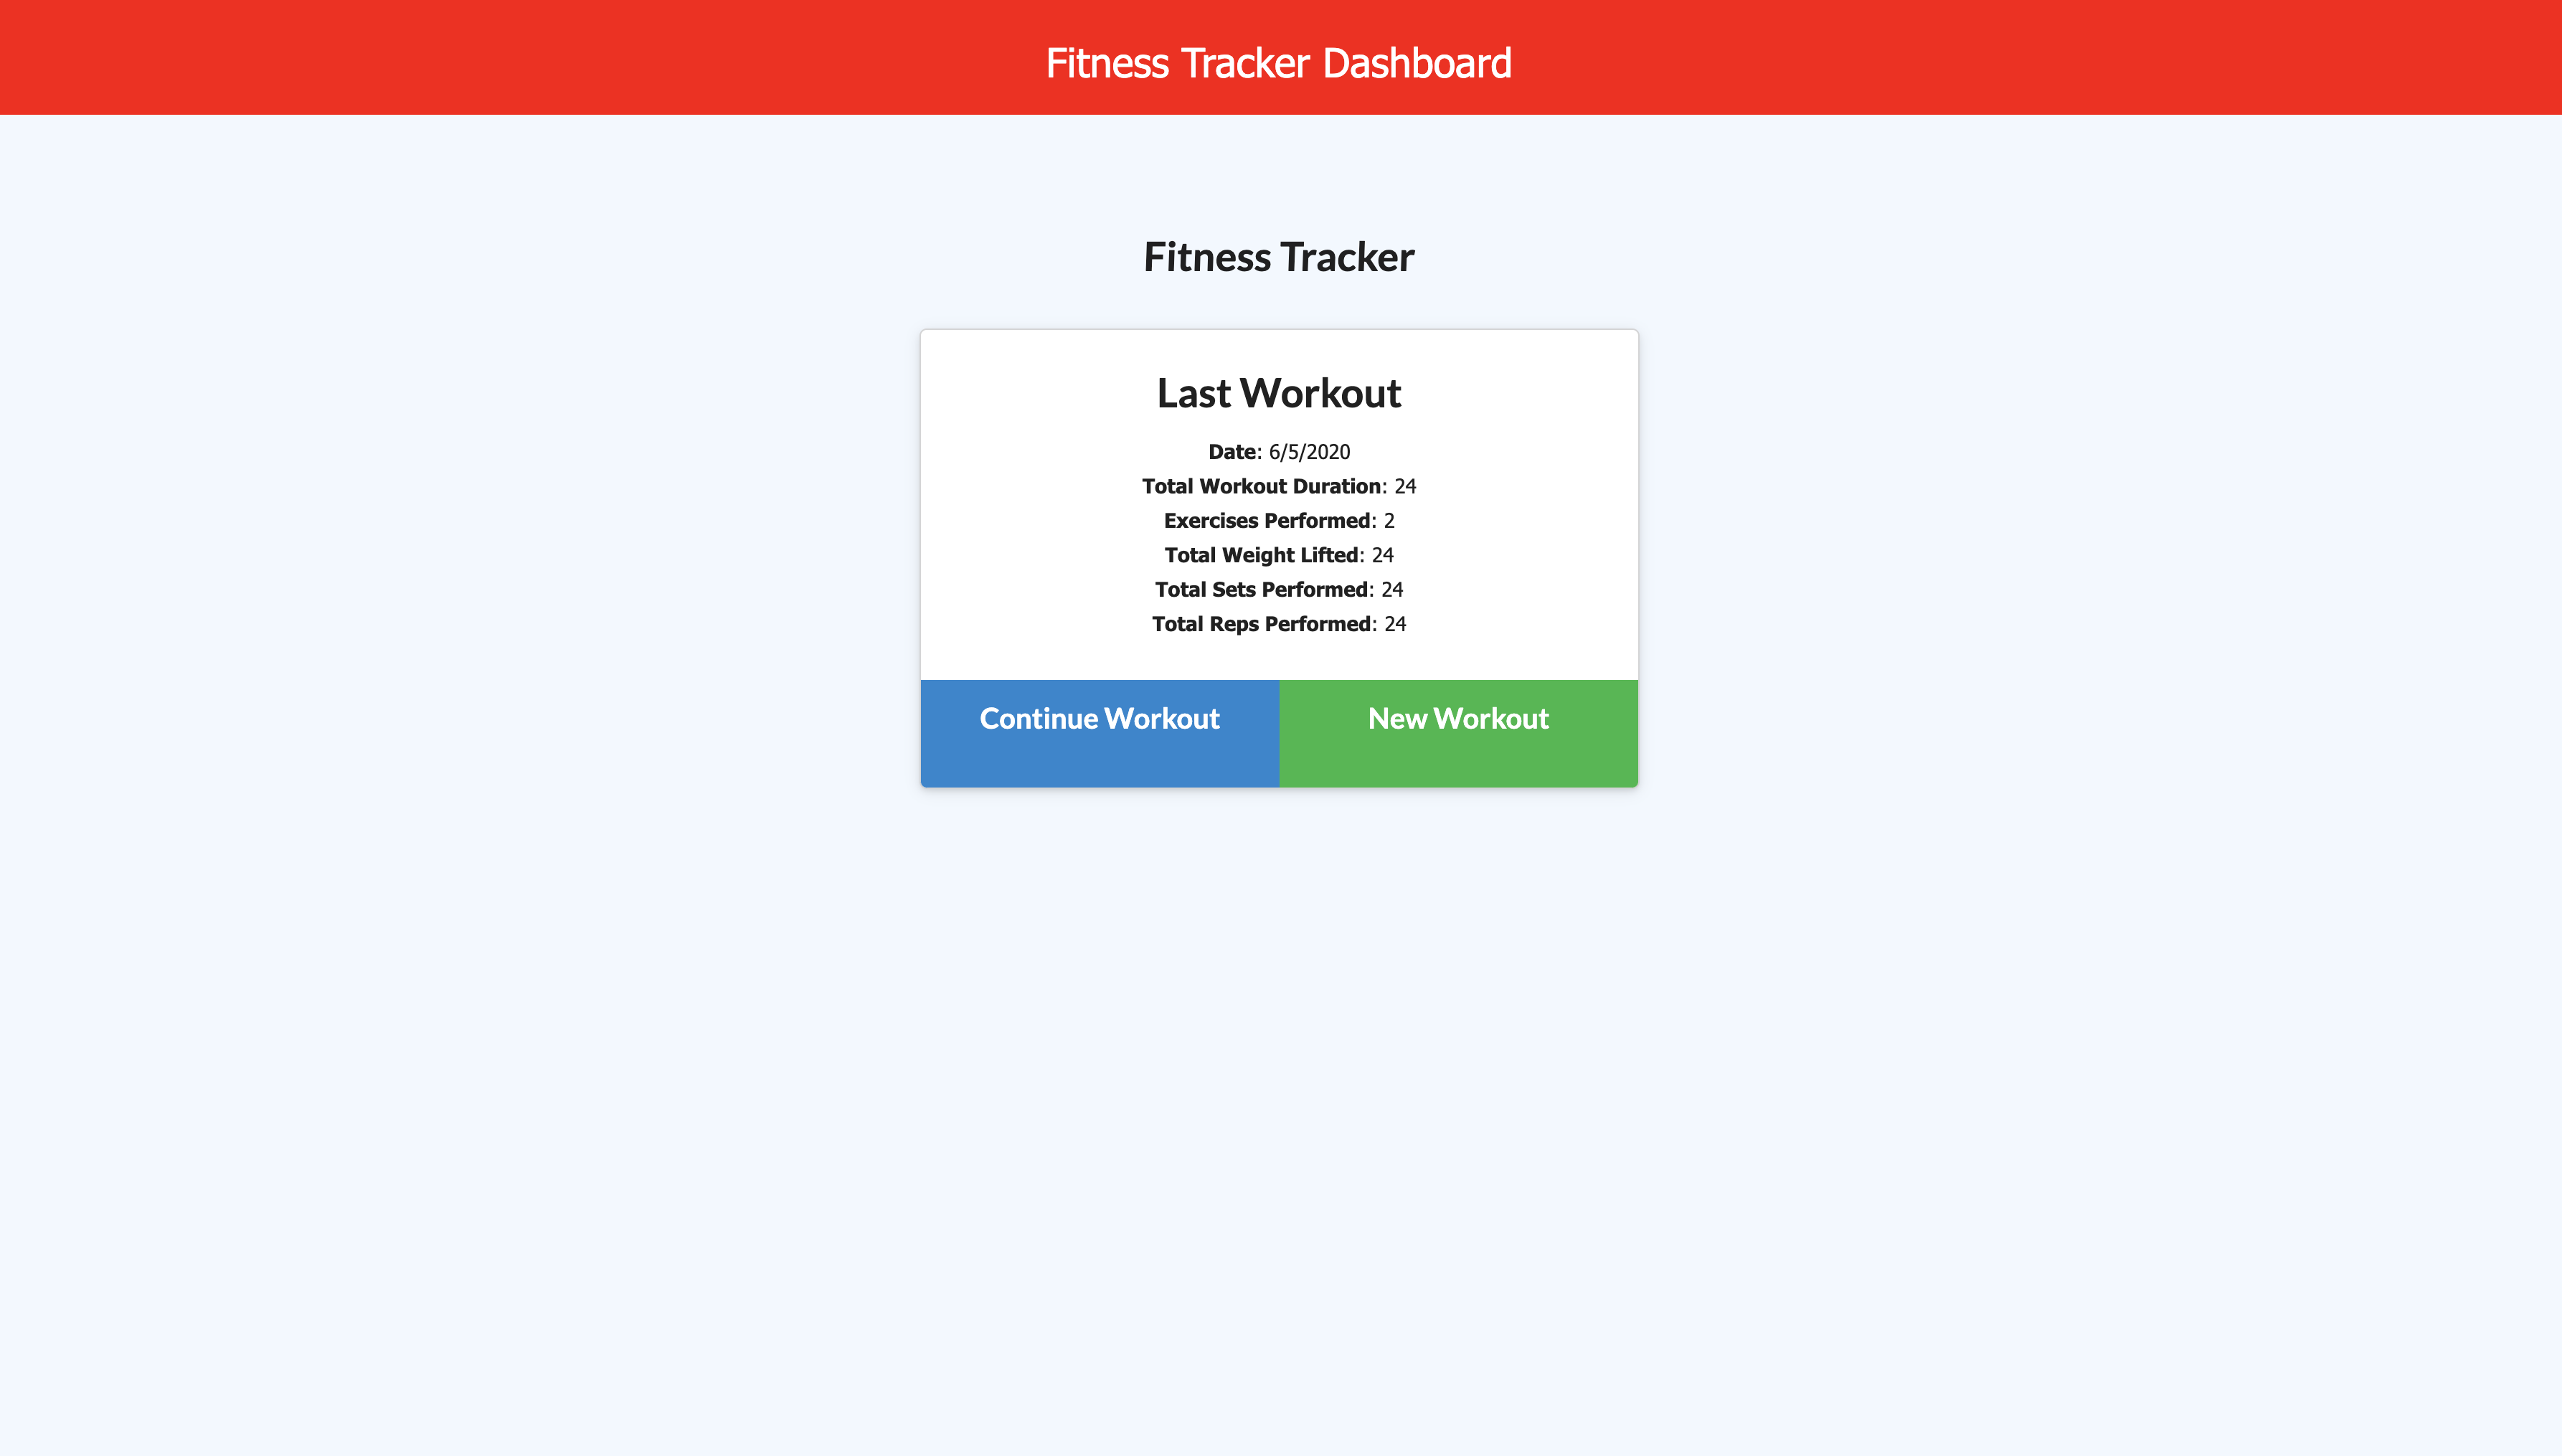 Fitness Tracker Dashboard
Fitness Tracker
Last Workout
Date: 6/5/2020
Total Workout Duration: 24
Exercises Performed: 2
Total Weight Lifted: 24
Total Sets Performed: 24
Total Reps Performed: 24
Continue Workout
New Workout